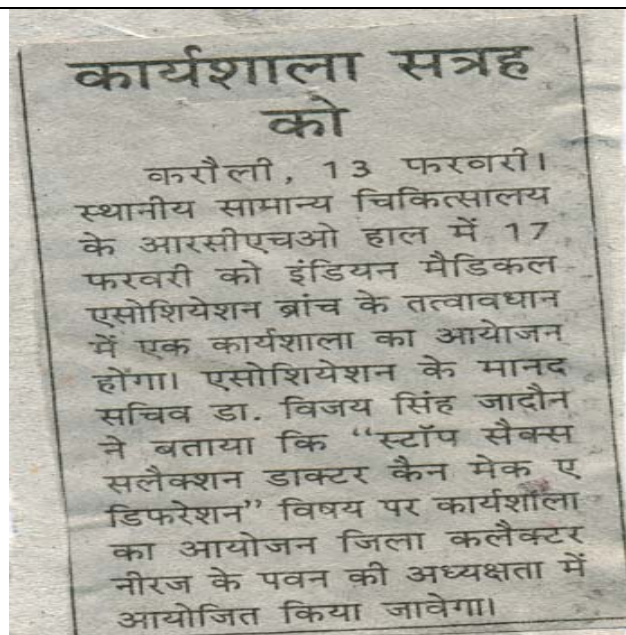 कार्यशाला सत्रह
को
करौली, 13 फरवरी।
स्थानीय सामान्य चिकित्सालय
के आरसीएचओ हाल में 17
फरवरी को इंडियन मैडिकल
एसोशियेशन ब्रांच के तत्वावधान
में एक कार्यशाला का आयेाजन
होगा। एसोशियेशन के मानद
सचिव डा. विजय सिंह जादौन
ने बताया कि ‘‘स्टॉप सैक्स
सलैक्शन डाक्टर कैन मेक ए
डिफरेशन’’ विषय पर कार्यशाला
का आयोजन जिला कलैक्टर
नीरज के पवन की अध्यक्षता में
आयोजित किया जावेगा।